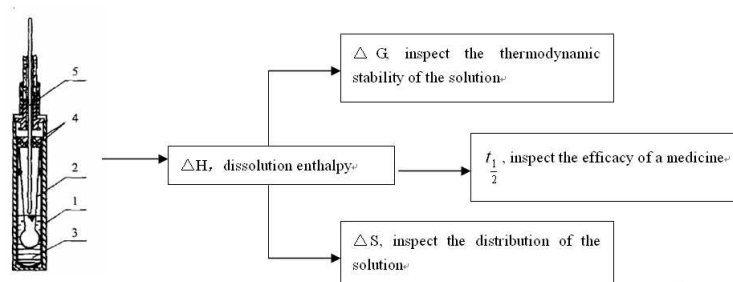 5
4
2
1
3
△ G, inspect the thermodynamic
stability of the solution↵
△H, dissolution enthalpy↵
t1/2, inspect the efficacy of a medicine↵
△S, inspect the distribution of the
solution↵